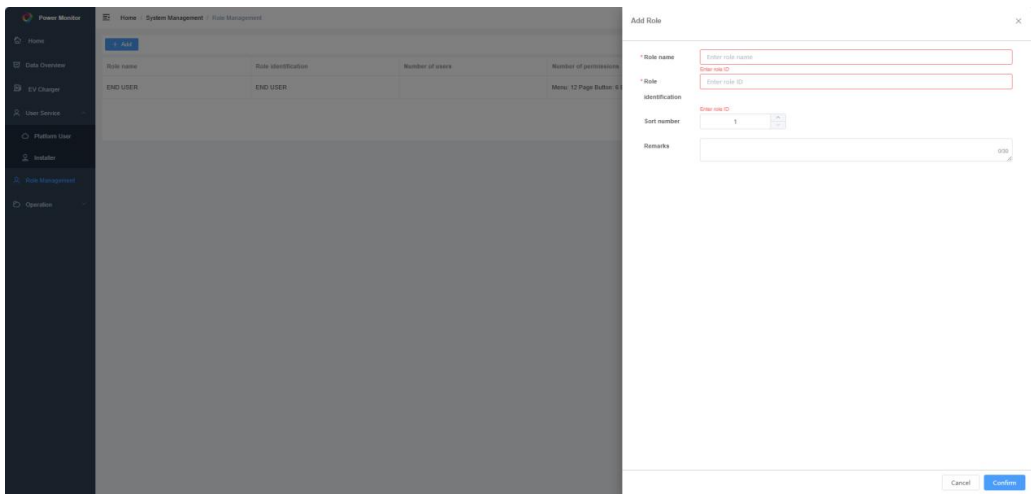 Power Monitor
Home / System Management / Role Management
Home
Data Overview
EV Charger
User Service
Platform User
Installer
Role Management
Operation
+ Add
Role name Role identification Number of users Number of permissions
END USER END USER Menu: 12 Page Button: 6
Add Role
* Role name
Enter role name
Enter role ID
* Role identification
Enter role ID
Enter role ID
Sort number
1
Remarks
0/50
Cancel Confirm